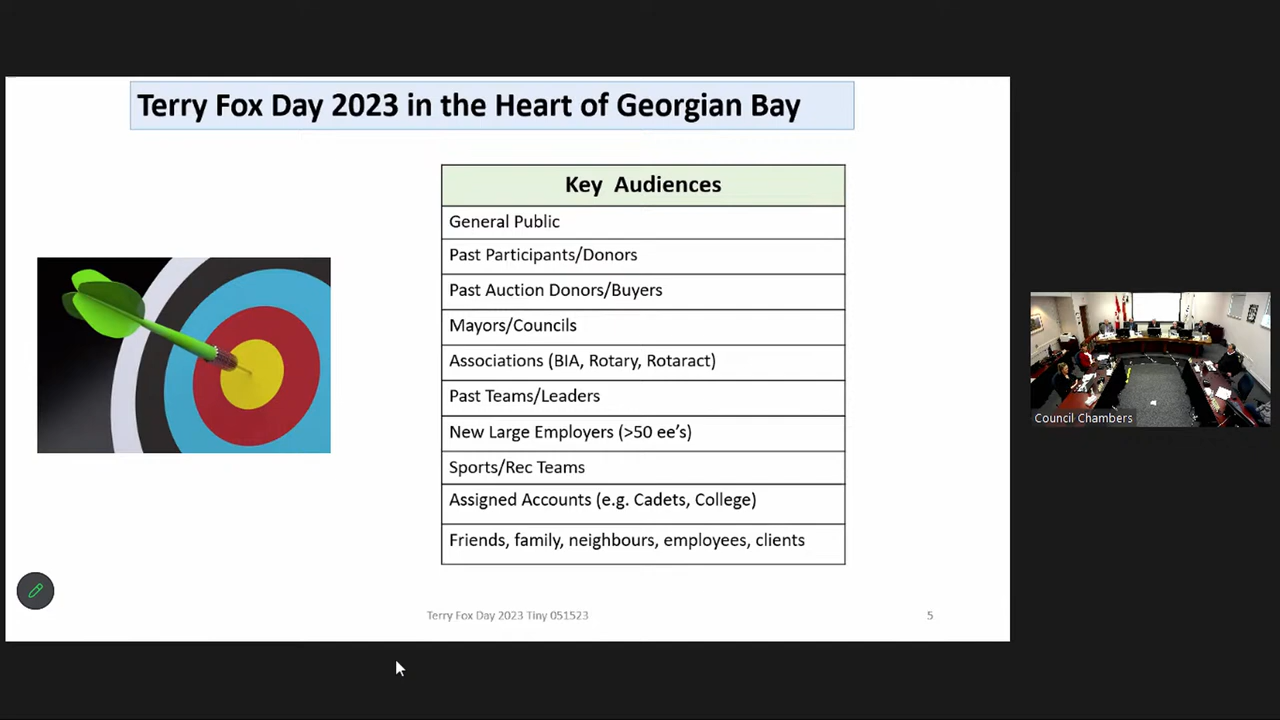 Terry Fox Day 2023 in the Heart of Georgian Bay
Key Audiences
General Public
Past Participants/Donors
Past Auction Donors/Buyers
Mayors/Councils
Associations (BIA, Rotary, Rotaract)
Past Teams/Leaders
New Large Employers (>50 ee’s)
Sports/Rec Teams
Assigned Accounts (e.g. Cadets, College)
Friends, family, neighbours, employees, clients
Terry Fox Day 2023 Tiny 051523
5
Council Chambers